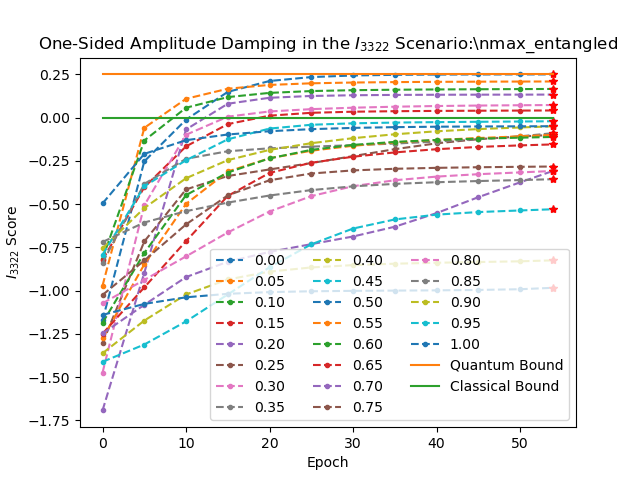 One-Sided Amplitude Damping in the I3322 Scenario:\nmax_entangled
I3322 Score
0.25
0.00
−0.25
−0.50
−0.75
−1.00
−1.25
−1.50
−1.75
0.00 0.40 0.80
0.05 0.45 0.85
0.10 0.50 0.90
0.15 0.55 0.95
0.20 0.60 1.00
0.25 0.65 Quantum Bound
0.30 0.70 Classical Bound
0.35 0.75
0 10 20 30 40 50
Epoch